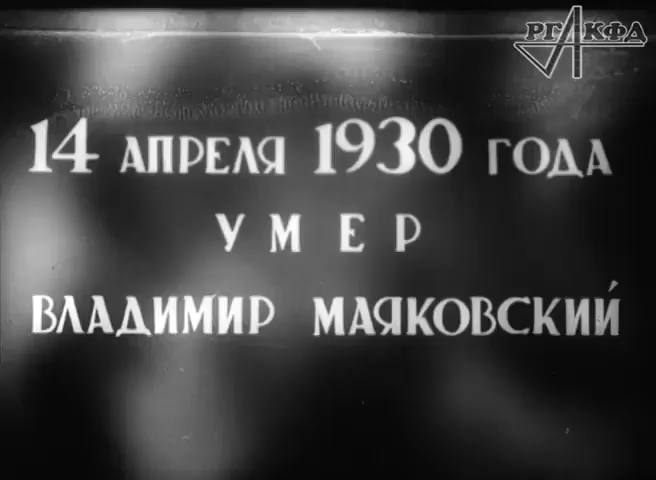 РГАКФД
14 АПРЕЛЯ 1930 ГОДА
УМЕР
ВЛАДИМИР МАЯКОВСКИЙ